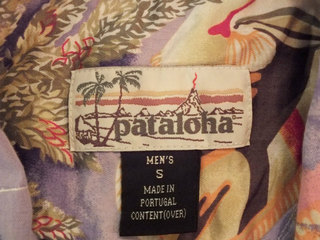 pataloha®
MEN'S
S
MADE IN
PORTUGAL
CONTENT(OVER)